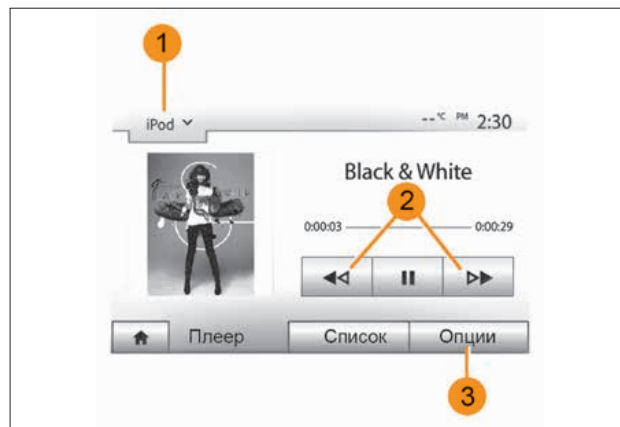 1
iPod
--°C PM 2:30
Black & White
2
0:00:03 0:00:29
Плеер Список Опции
3